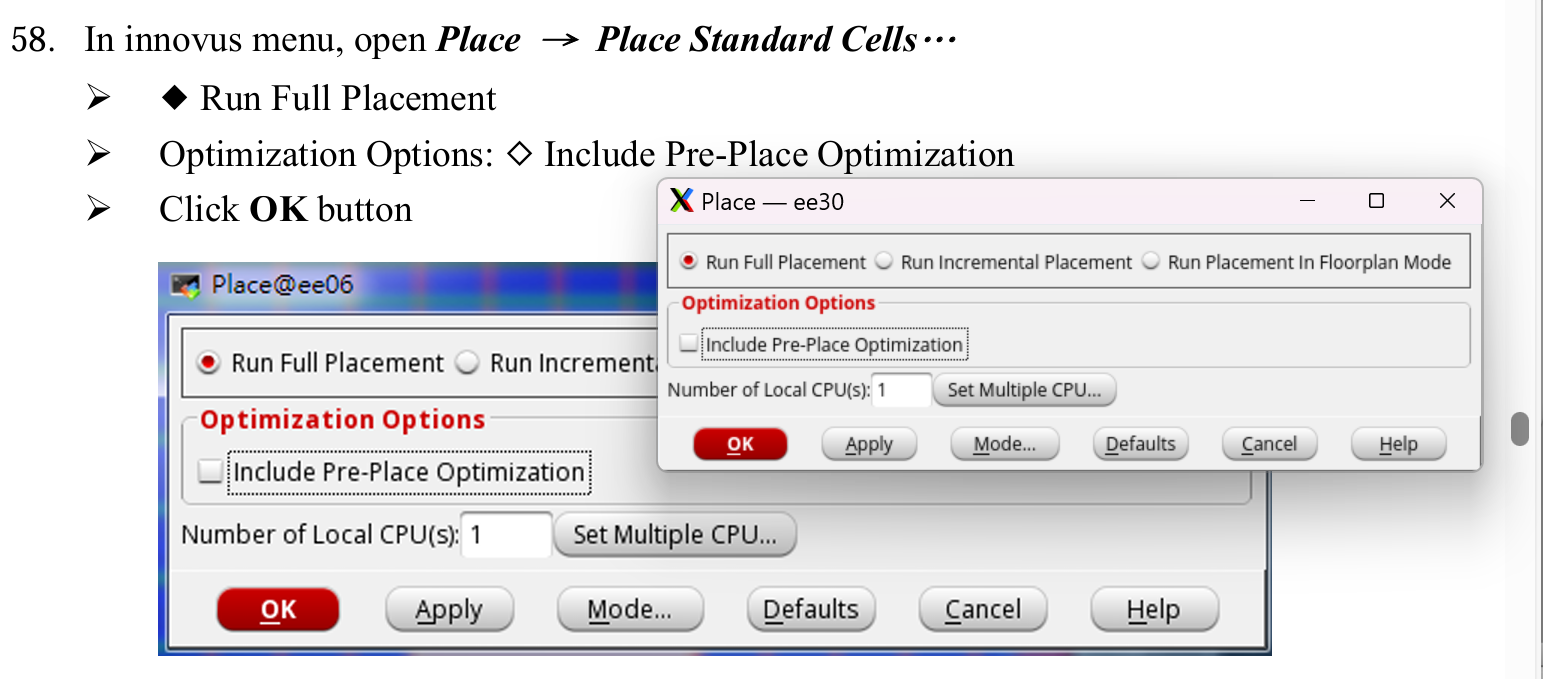 58. In innovus menu, open Place → Place Standard Cells…
➢ ◆ Run Full Placement
➢ Optimization Options: ◇ Include Pre-Place Optimization
➢ Click OK button
Place — ee30
Run Full Placement Run Incremental Placement Run Placement In Floorplan Mode
Optimization Options
Include Pre-Place Optimization
Number of Local CPU(s): 1 Set Multiple CPU...
OK Apply Mode... Defaults Cancel Help
Place@ee06
Run Full Placement Run Increment
Optimization Options
Include Pre-Place Optimization
Number of Local CPU(s): 1 Set Multiple CPU...
OK Apply Mode... Defaults Cancel Help